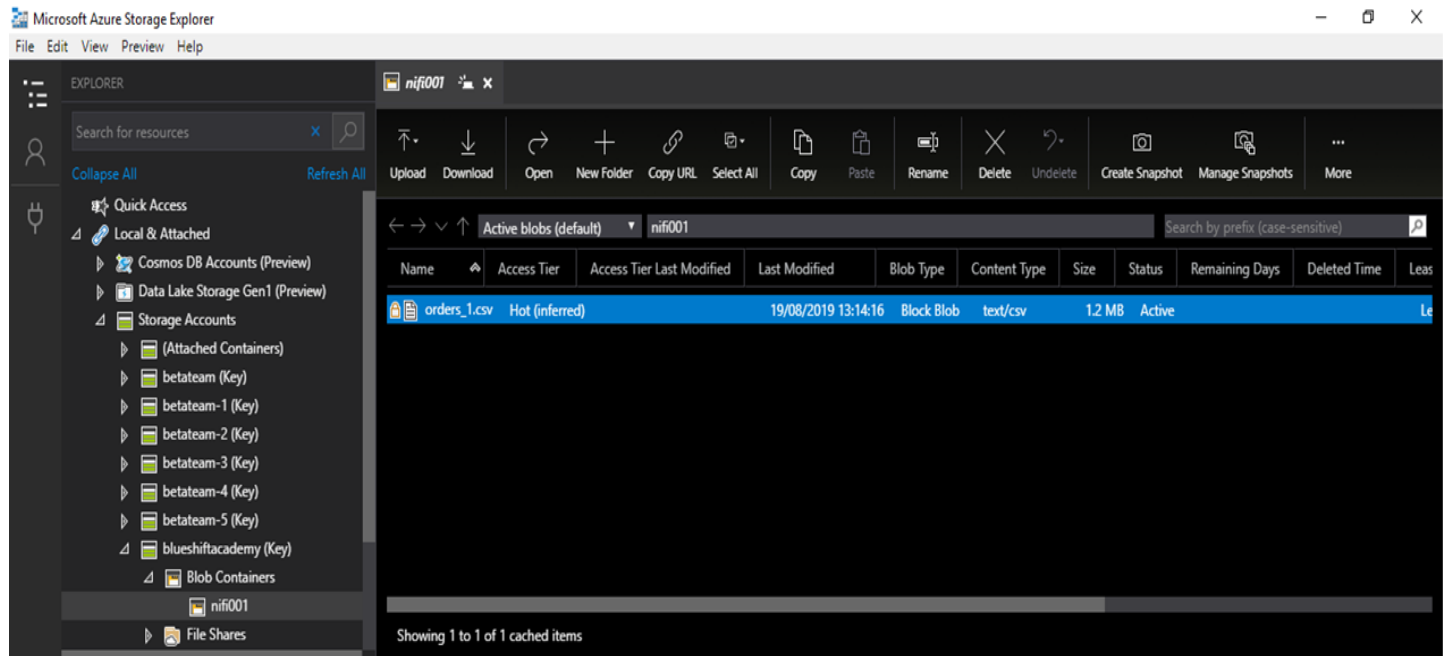 Microsoft Azure Storage Explorer
File Edit View Preview Help
EXPLORER
Search for resources
Collapse All Refresh All
Quick Access
Local & Attached
Cosmos DB Accounts (Preview)
Data Lake Storage Gen1 (Preview)
Storage Accounts
(Attached Containers)
betateam (Key)
betateam-1 (Key)
betateam-2 (Key)
betateam-3 (Key)
betateam-4 (Key)
betateam-5 (Key)
blueshiftacademy (Key)
Blob Containers
nifi001
File Shares
nifi001
Upload Download Open New Folder Copy URL Select All Copy Paste Rename Delete Undelete Create Snapshot Manage Snapshots More
Active blobs (default) nifi001 Search by prefix (case-sensitive)
Name Access Tier Access Tier Last Modified Last Modified Blob Type Content Type Size Status Remaining Days Deleted Time Leas
orders_1.csv Hot (inferred) 19/08/2019 13:14:16 Block Blob text/csv 1.2 MB Active Le
Showing 1 to 1 of 1 cached items